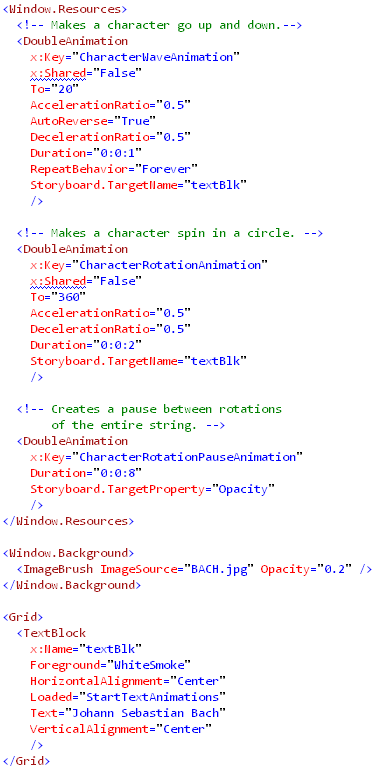 <Window.Resources>
  <!-- Makes a character go up and down.-->
  <DoubleAnimation
    x:Key="CharacterWaveAnimation"
    x:Shared="False"
    To="20"
    AccelerationRatio="0.5"
    AutoReverse="True"
    DecelerationRatio="0.5"
    Duration="0:0:1"
    RepeatBehavior="Forever"
    Storyboard.TargetName="textBlk"
    />

  <!-- Makes a character spin in a circle. -->
  <DoubleAnimation
    x:Key="CharacterRotationAnimation"
    x:Shared="False"
    To="360"
    AccelerationRatio="0.5"
    DecelerationRatio="0.5"
    Duration="0:0:2"
    Storyboard.TargetName="textBlk"
    />

  <!-- Creates a pause between rotations
       of the entire string. -->
  <DoubleAnimation
    x:Key="CharacterRotationPauseAnimation"
    Duration="0:0:8"
    Storyboard.TargetProperty="Opacity"
    />
</Window.Resources>

<Window.Background>
  <ImageBrush ImageSource="BACH.jpg" Opacity="0.2" />
</Window.Background>

<Grid>
  <TextBlock
    x:Name="textBlk"
    Foreground="WhiteSmoke"
    HorizontalAlignment="Center"
    Loaded="StartTextAnimations"
    Text="Johann Sebastian Bach"
    VerticalAlignment="Center"
    />
</Grid>